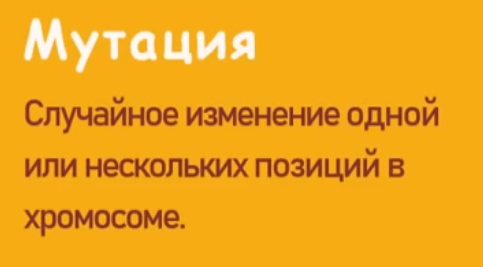 Мутация
Случайное изменение одной
или нескольких позиций в
хромосоме.